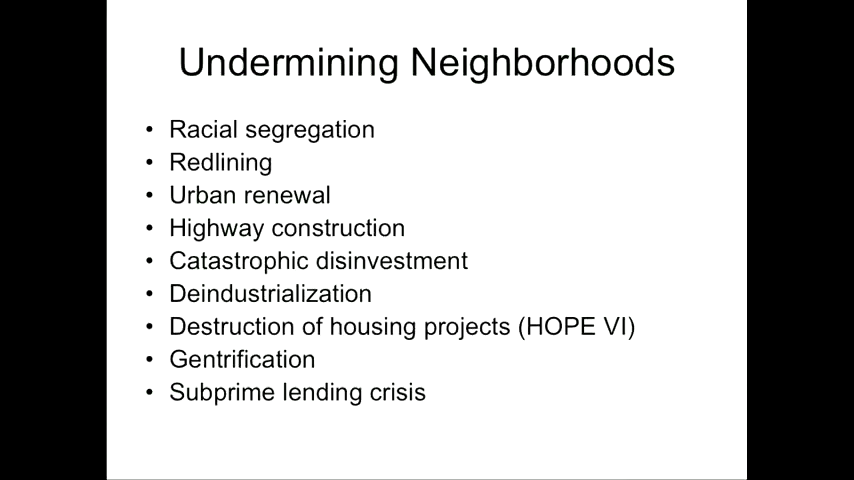 Undermining Neighborhoods
• Racial segregation
• Redlining
• Urban renewal
• Highway construction
• Catastrophic disinvestment
• Deindustrialization
• Destruction of housing projects (HOPE VI)
• Gentrification
• Subprime lending crisis